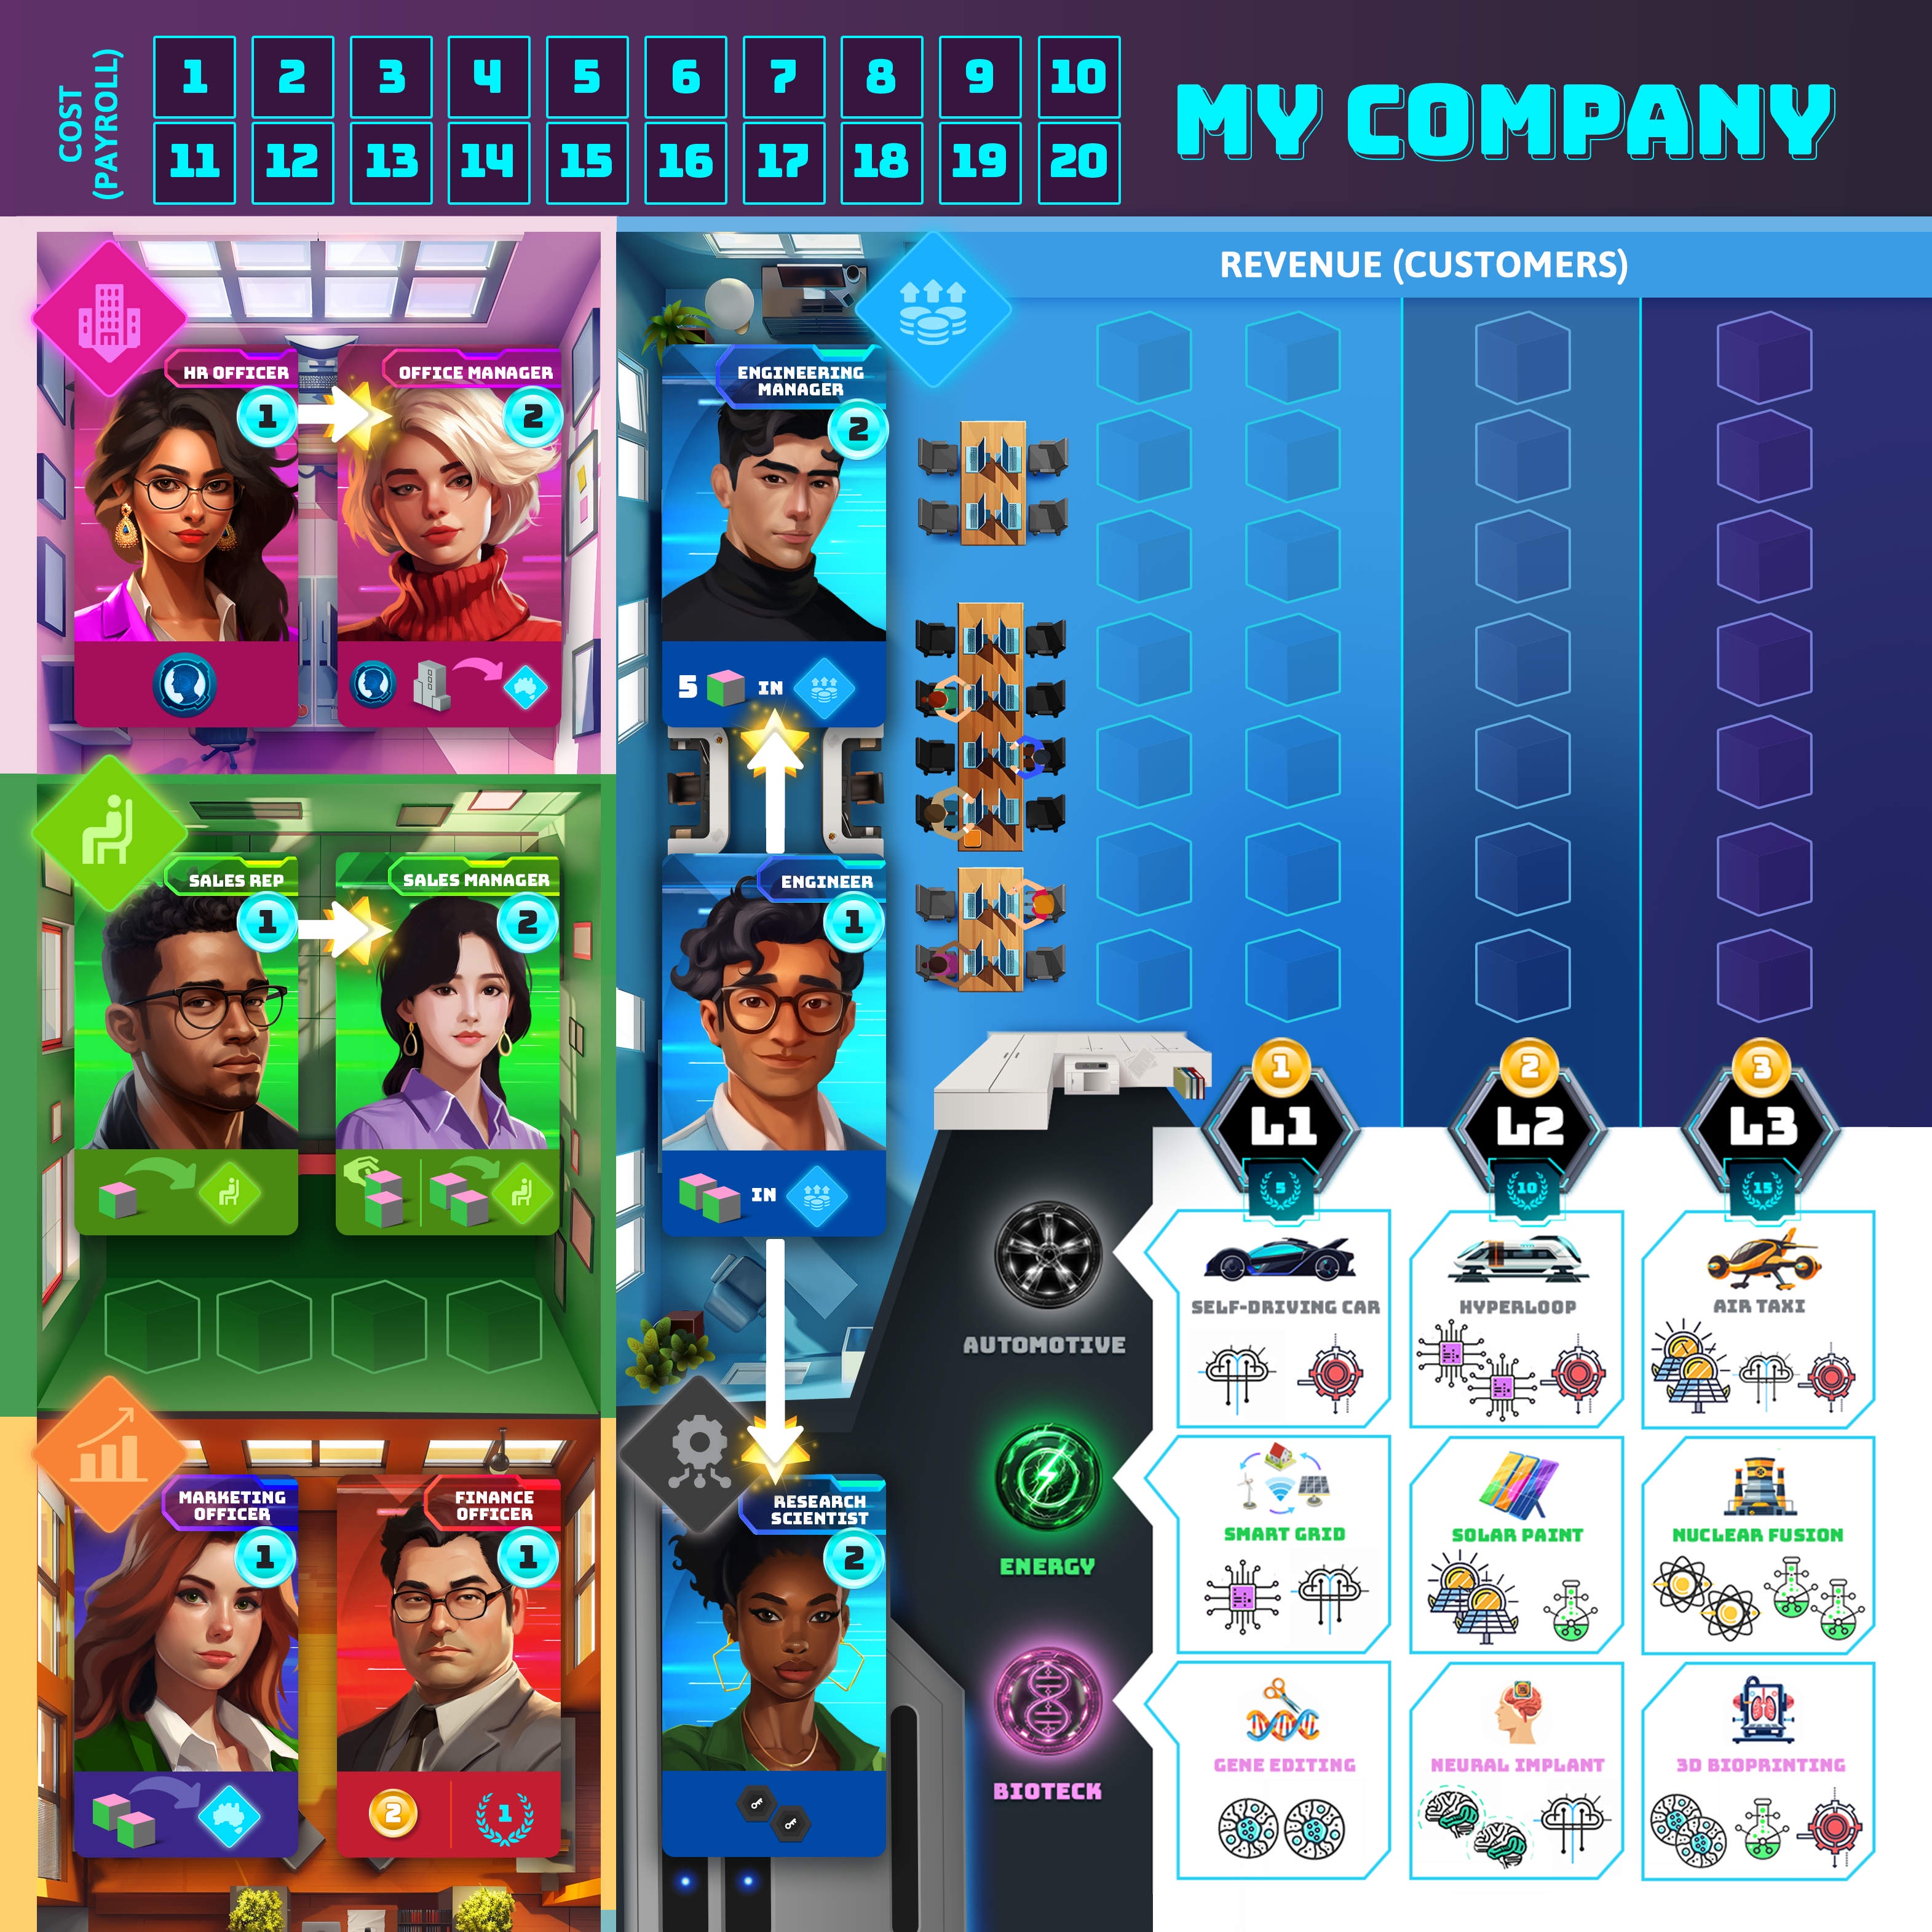 COST
(PAYROLL)
1 2 3 4 5 6 7 8 9 10
11 12 13 14 15 16 17 18 19 20
MY COMPANY
REVENUE (CUSTOMERS)
HR OFFICER
1
OFFICE MANAGER
2
ENGINEERING
MANAGER
2
5 IN
SALES REP
1
SALES MANAGER
2
ENGINEER
1
IN
MARKETING
OFFICER
1
2
FINANCE
OFFICER
1
1
RESEARCH
SCIENTIST
2
1
L1
5
2
L2
10
3
L3
15
AUTOMOTIVE
SELF-DRIVING CAR
HYPERLOOP
AIR TAXI
ENERGY
SMART GRID
SOLAR PAINT
NUCLEAR FUSION
BIOTECK
GENE EDITING
NEURAL IMPLANT
3D BIOPRINTING